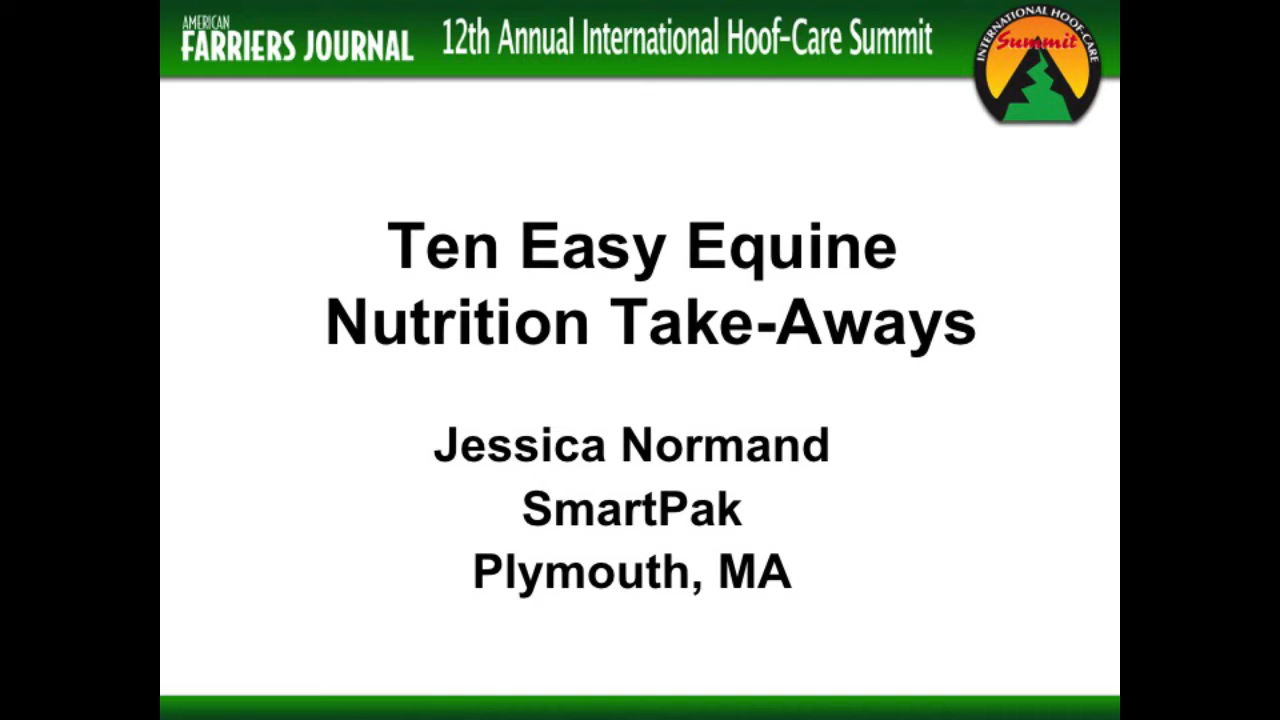 AMERICAN
FARRIERS JOURNAL
12th Annual International Hoof-Care Summit
INTERNATIONAL HOOF-CARE
Summit
Ten Easy Equine
Nutrition Take-Aways
Jessica Normand
SmartPak
Plymouth, MA